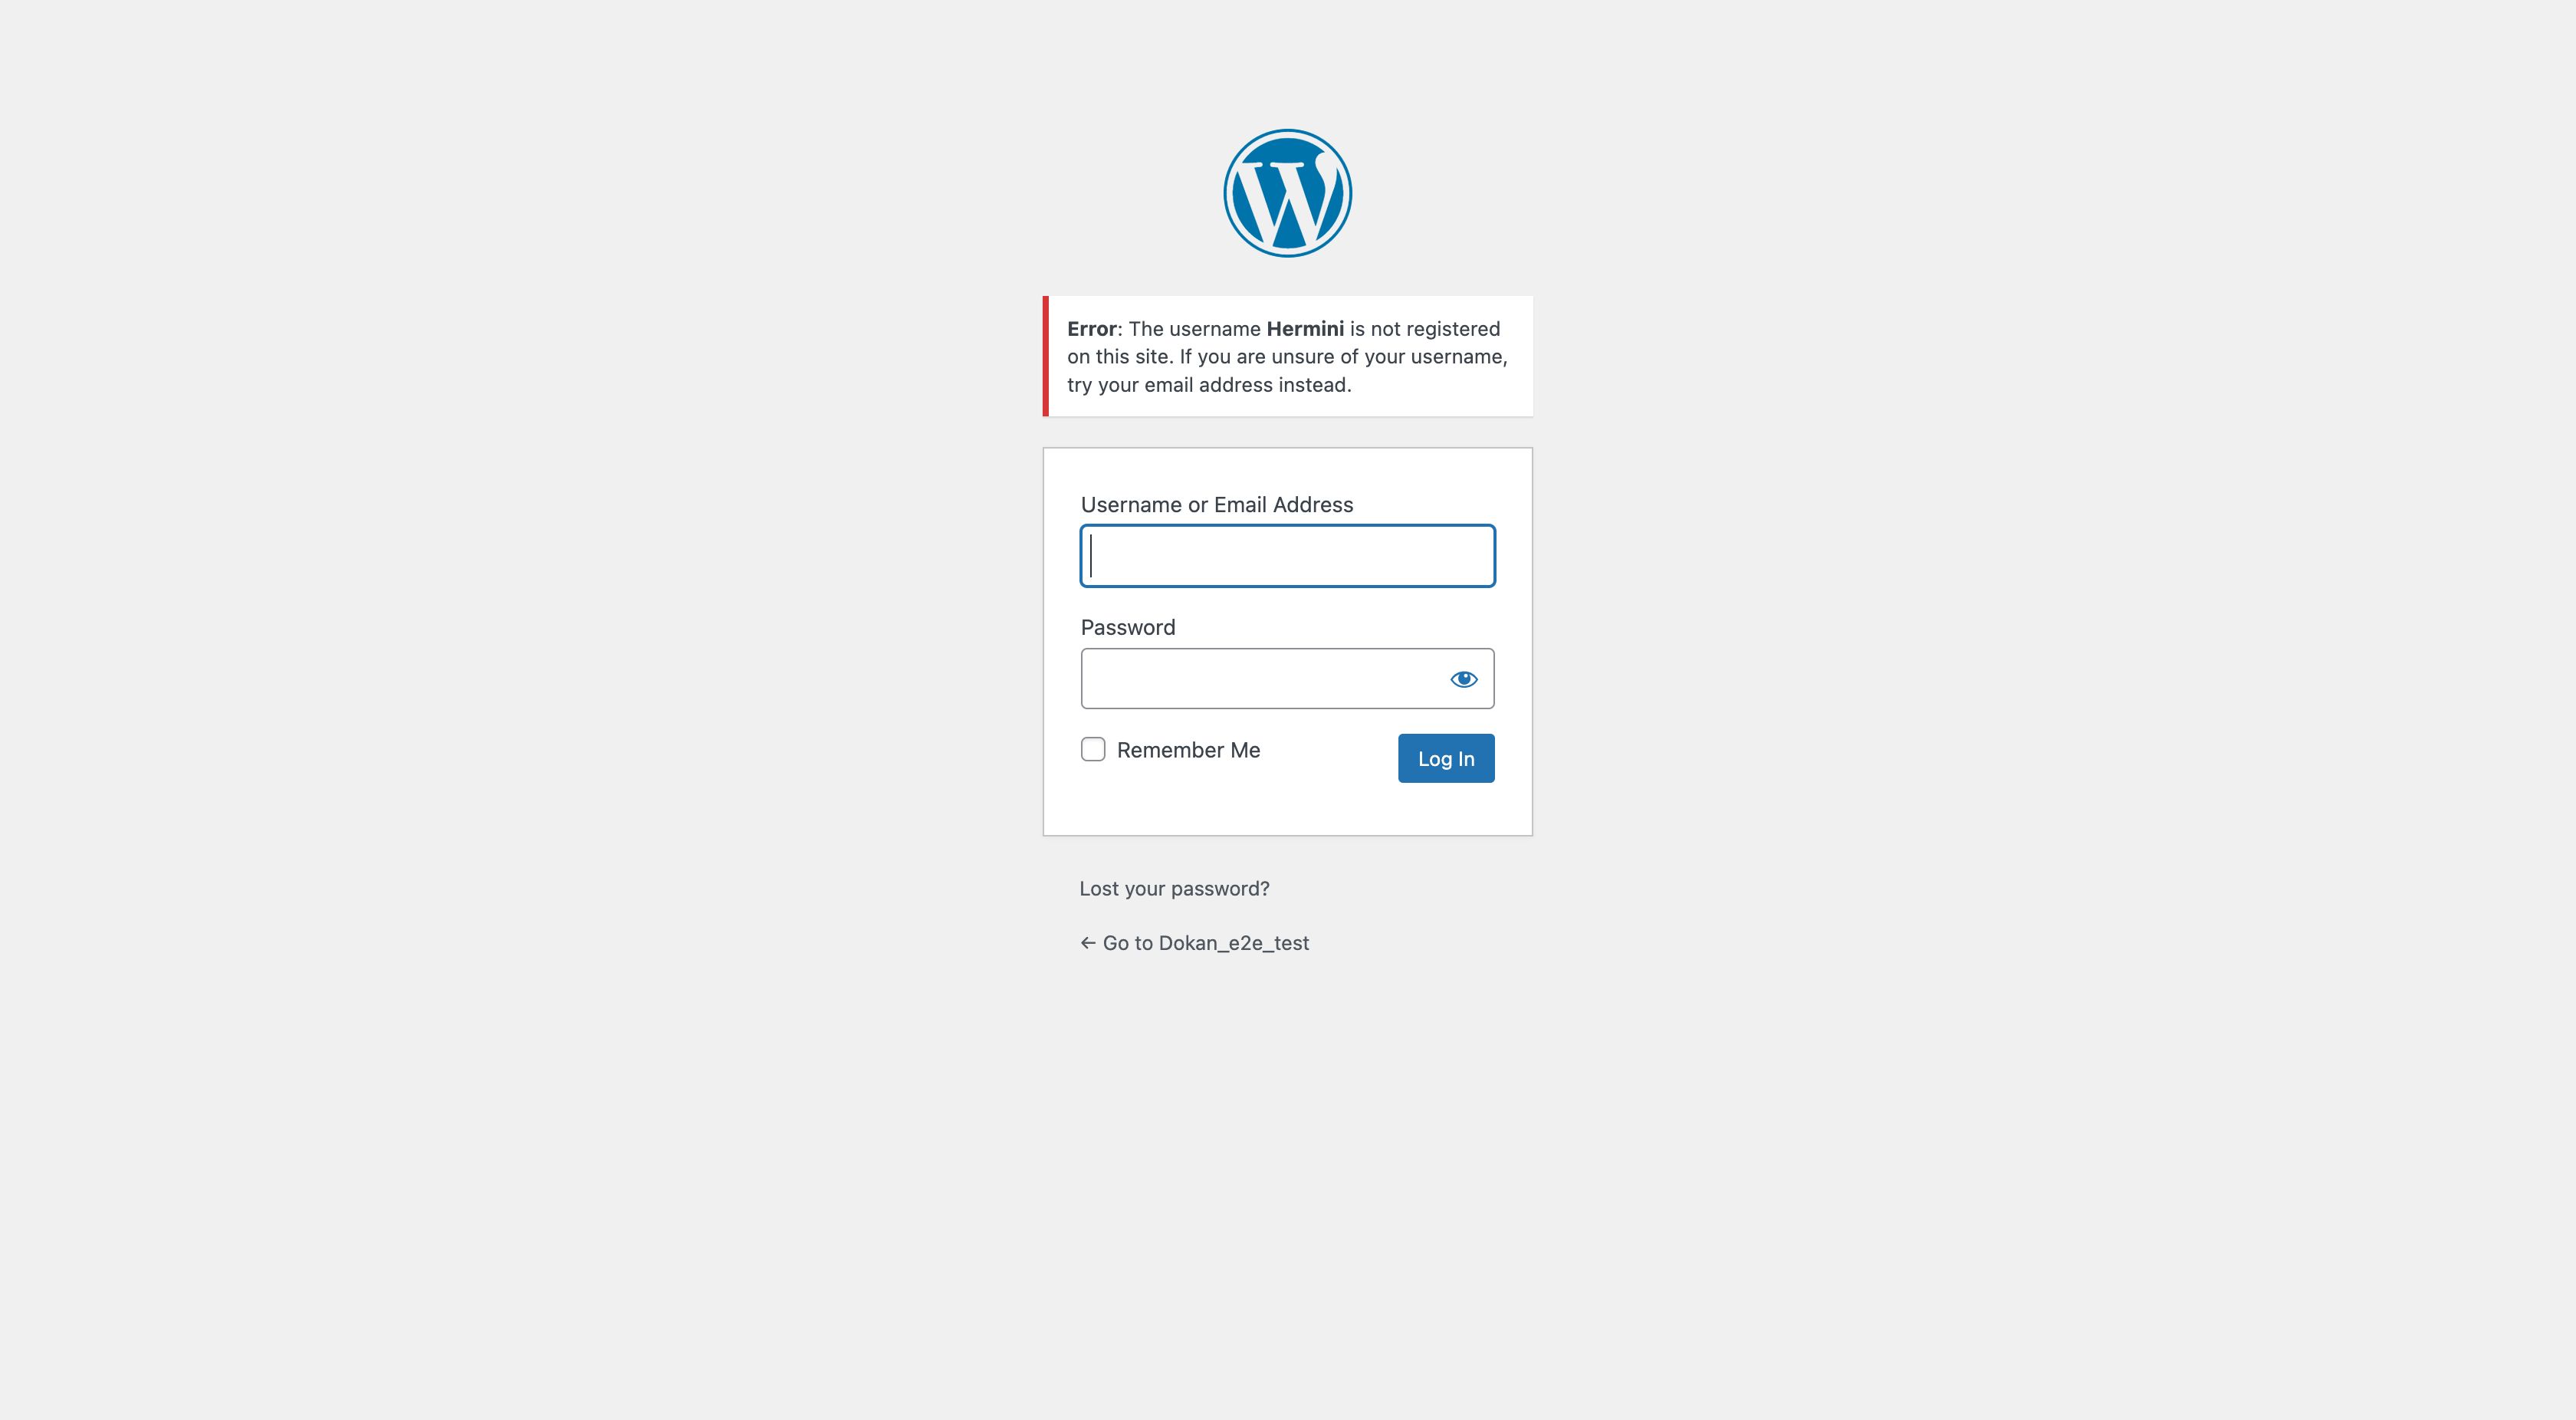 Error: The username Hermini is not registered
on this site. If you are unsure of your username,
try your email address instead.
Username or Email Address
Password
Remember Me
Log In
Lost your password?
← Go to Dokan_e2e_test